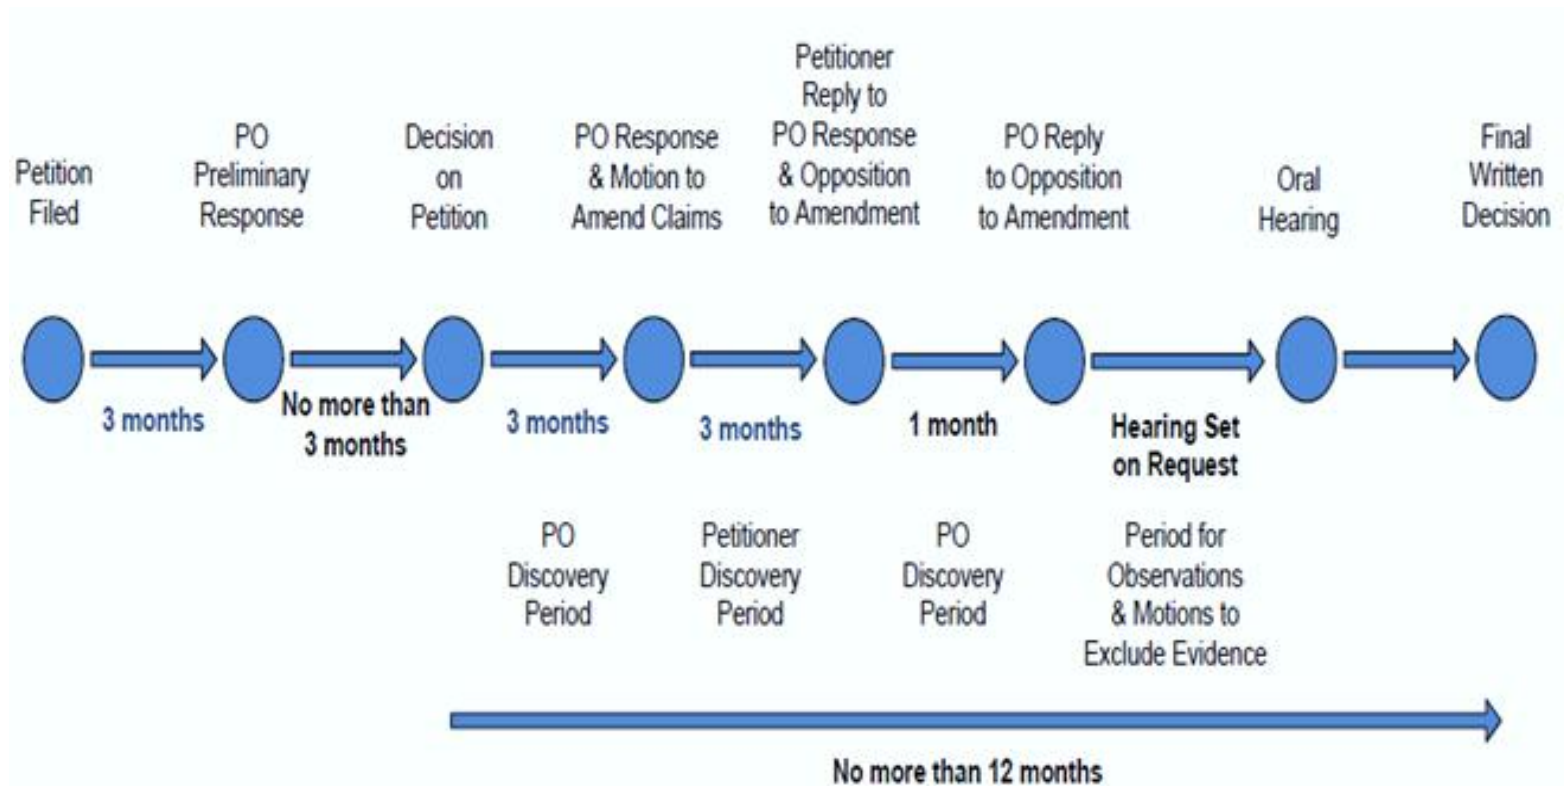 Petition
Filed
PO
Preliminary
Response
Decision
on
Petition
PO Response
& Motion to
Amend Claims
Petitioner
Reply to
PO Response
& Opposition
to Amendment
PO Reply
to Opposition
to Amendment
Oral
Hearing
Final
Written
Decision
3 months
No more than
3 months
3 months
3 months
1 month
Hearing Set
on Request
PO
Discovery
Period
Petitioner
Discovery
Period
PO
Discovery
Period
Period for
Observations
& Motions to
Exclude Evidence
No more than 12 months